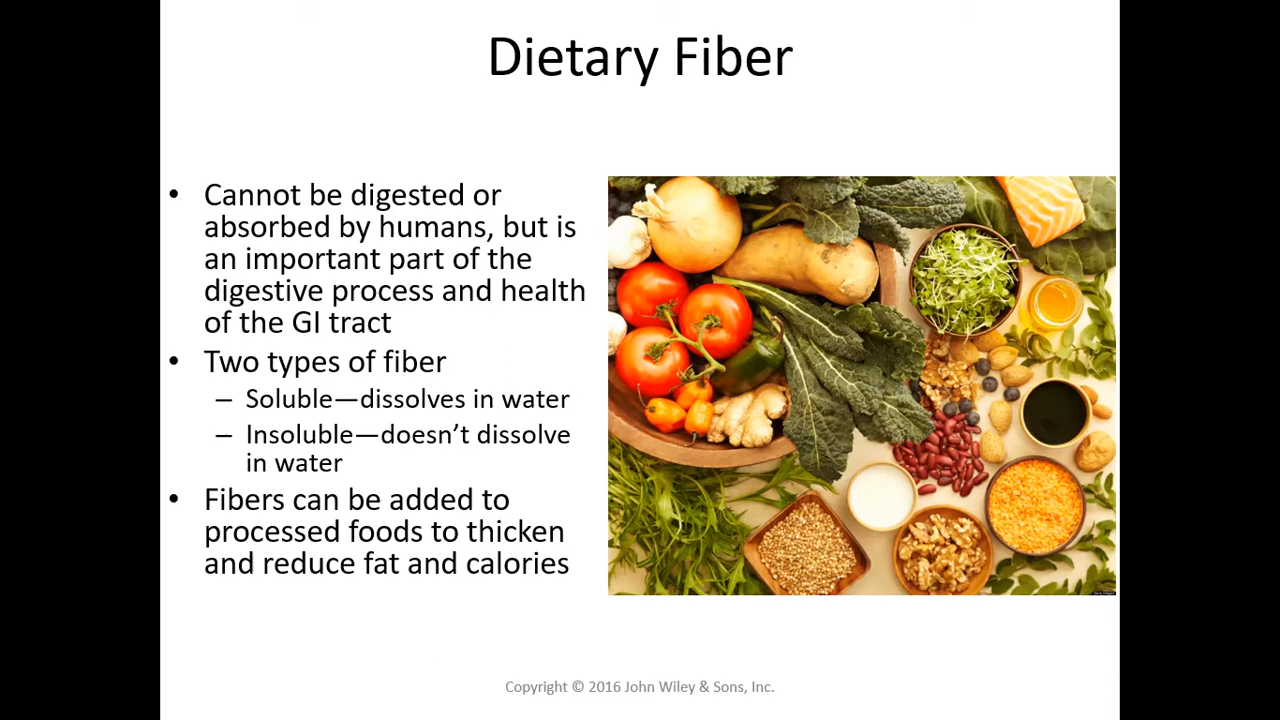 Dietary Fiber
• Cannot be digested or
absorbed by humans, but is
an important part of the
digestive process and health
of the GI tract
• Two types of fiber
– Soluble—dissolves in water
– Insoluble—doesn’t dissolve
in water
• Fibers can be added to
processed foods to thicken
and reduce fat and calories
Copyright © 2016 John Wiley & Sons, Inc.